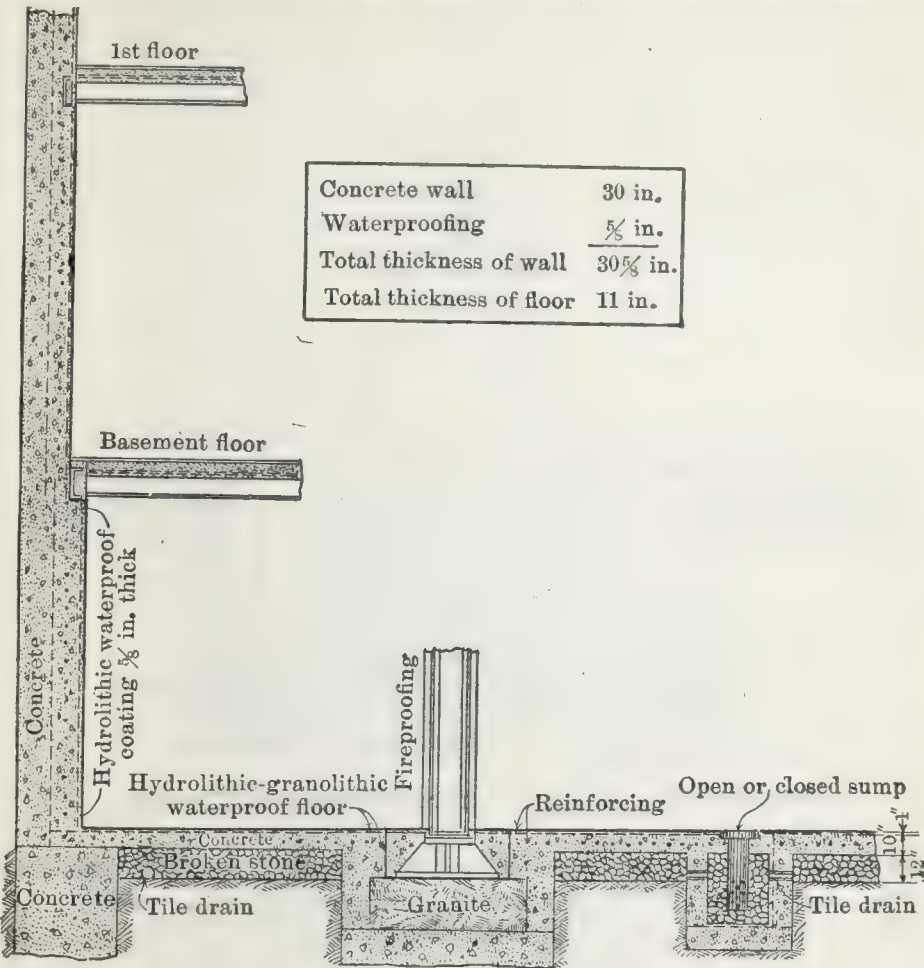 1st floor
Concrete wall 30 in.
Waterproofing ⅝ in.
Total thickness of wall 30⅝ in.
Total thickness of floor 11 in.
Basement floor
Hydrolithic waterproof
coating ⅝ in. thick
Concrete
Fireproofing
Hydrolithic-granolithic
waterproof floor
Reinforcing
Open or closed sump
1"
10"
12"
Concrete
Broken stone
Concrete
Tile drain
Granite
Tile drain